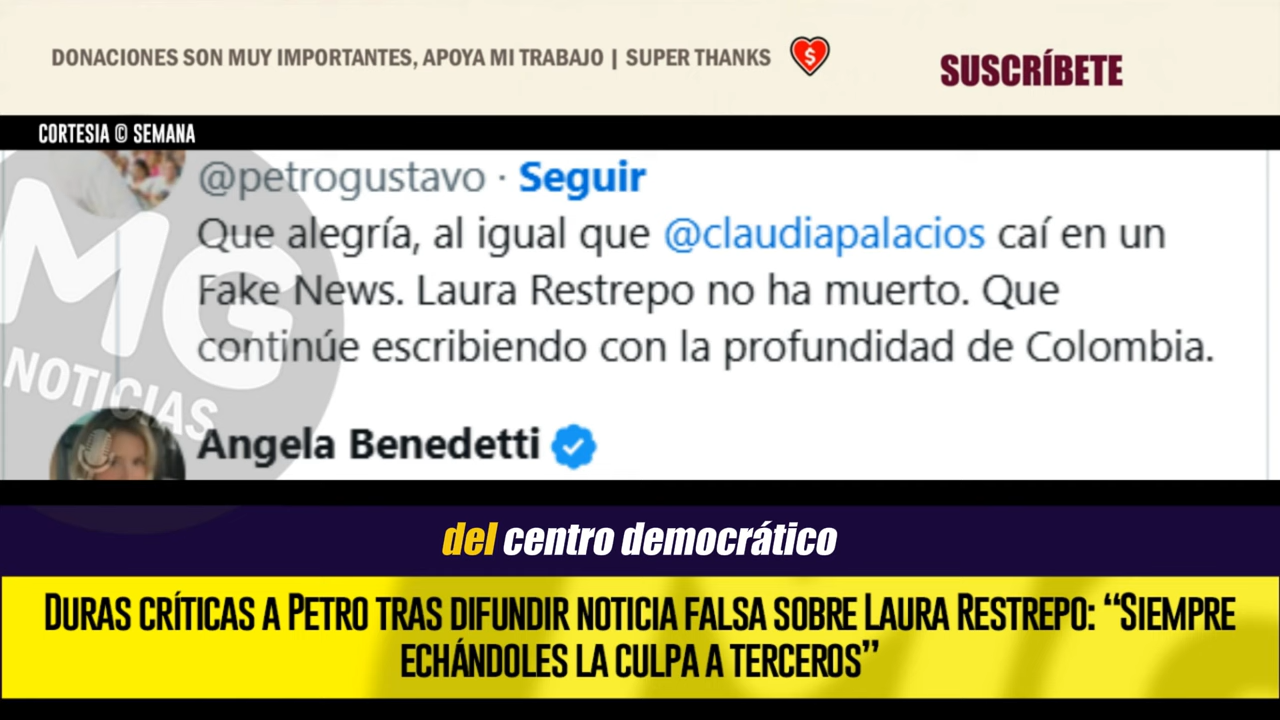 DONACIONES SON MUY IMPORTANTES, APOYA MI TRABAJO | SUPER THANKS
$
SUSCRÍBETE
CORTESIA © SEMANA
@petrogustavo · Seguir
Que alegría, al igual que @claudiapalacios caí en un
Fake News. Laura Restrepo no ha muerto. Que
continúe escribiendo con la profundidad de Colombia.
MG
NOTICIAS
Angela Benedetti
del centro democrático
DURAS CRÍTICAS A PETRO TRAS DIFUNDIR NOTICIA FALSA SOBRE LAURA RESTREPO: “SIEMPRE
ECHÁNDOLES LA CULPA A TERCEROS”